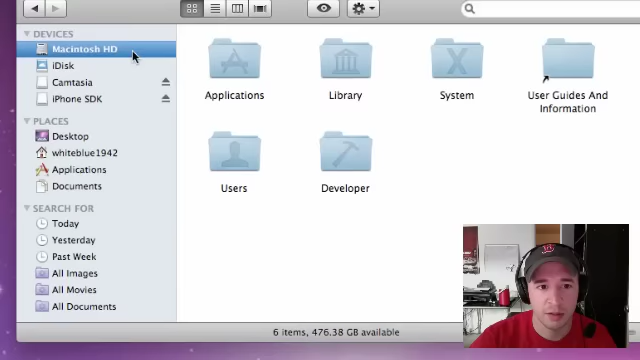 DEVICES
Macintosh HD
iDisk
Camtasia
iPhone SDK
PLACES
Desktop
whiteblue1942
Applications
Documents
SEARCH FOR
Today
Yesterday
Past Week
All Images
All Movies
All Documents
Applications
Library
System
User Guides And
Information
Users
Developer
6 items, 476.38 GB available